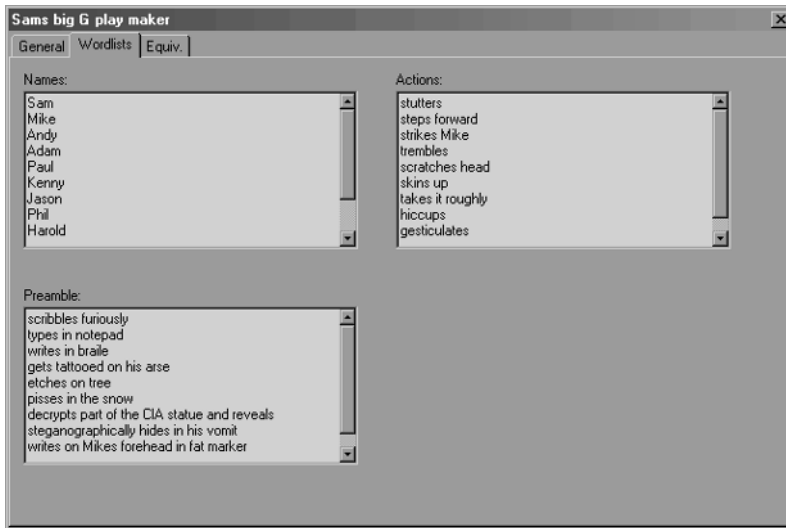 Sams big G play maker
General Wordlists Equiv.
Names:
Sam
Mike
Andy
Adam
Paul
Kenny
Jason
Phil
Harold
Actions:
stutters
steps forward
strikes Mike
trembles
scratches head
skins up
takes it roughly
hiccups
gesticulates
Preamble:
scribbles furiously
types in notepad
writes in braile
gets tattooed on his arse
etches on tree
pisses in the snow
decrypts part of the CIA statue and reveals
steganographically hides in his vomit
writes on Mikes forehead in fat marker